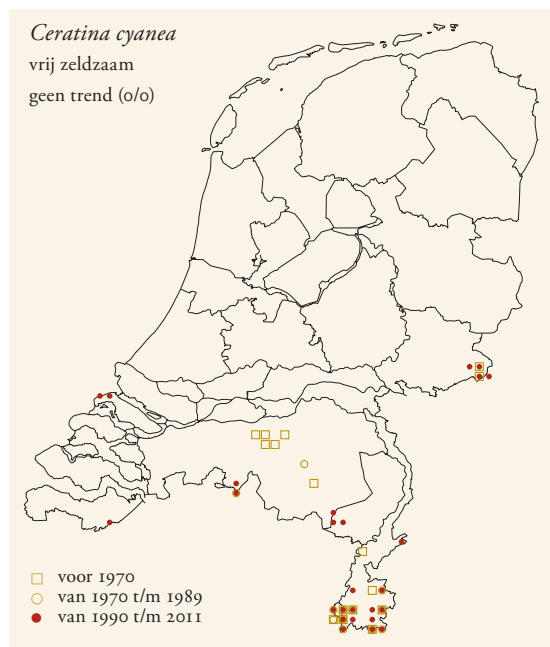 Ceratina cyanea
vrij zeldzaam
geen trend (0/0)
voor 1970
van 1970 t/m 1989
van 1990 t/m 2011